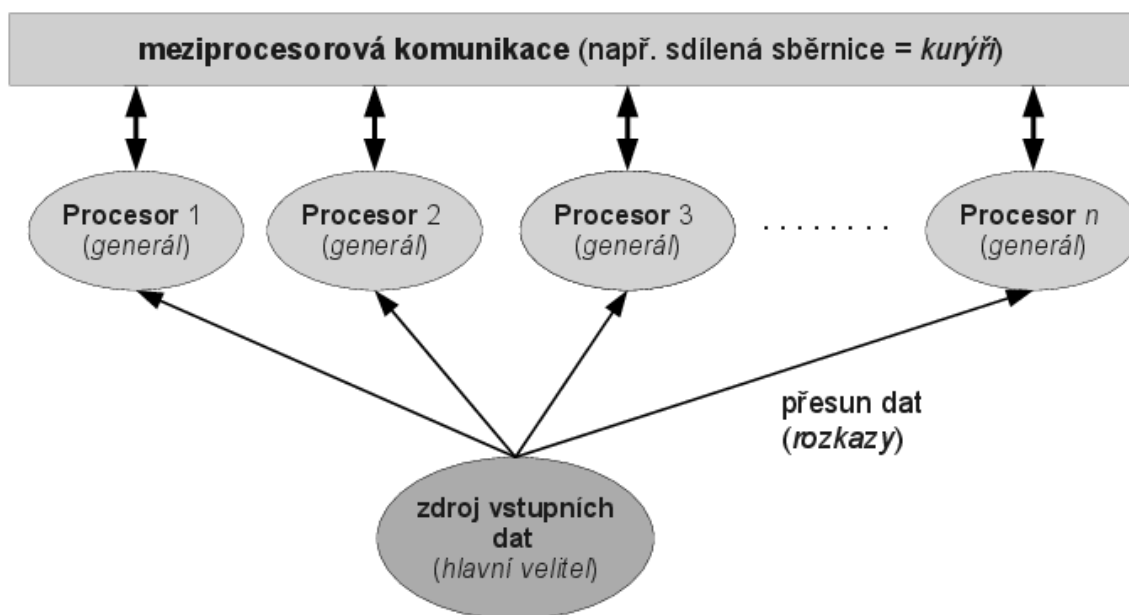 meziprocesorová komunikace (např. sdílená sběrnice = kurýři)
Procesor 1
(generál)
Procesor 2
(generál)
Procesor 3
(generál)
. . . . . . . .
Procesor n
(generál)
přesun dat
(rozkazy)
zdroj vstupních
dat
(hlavní velitel)